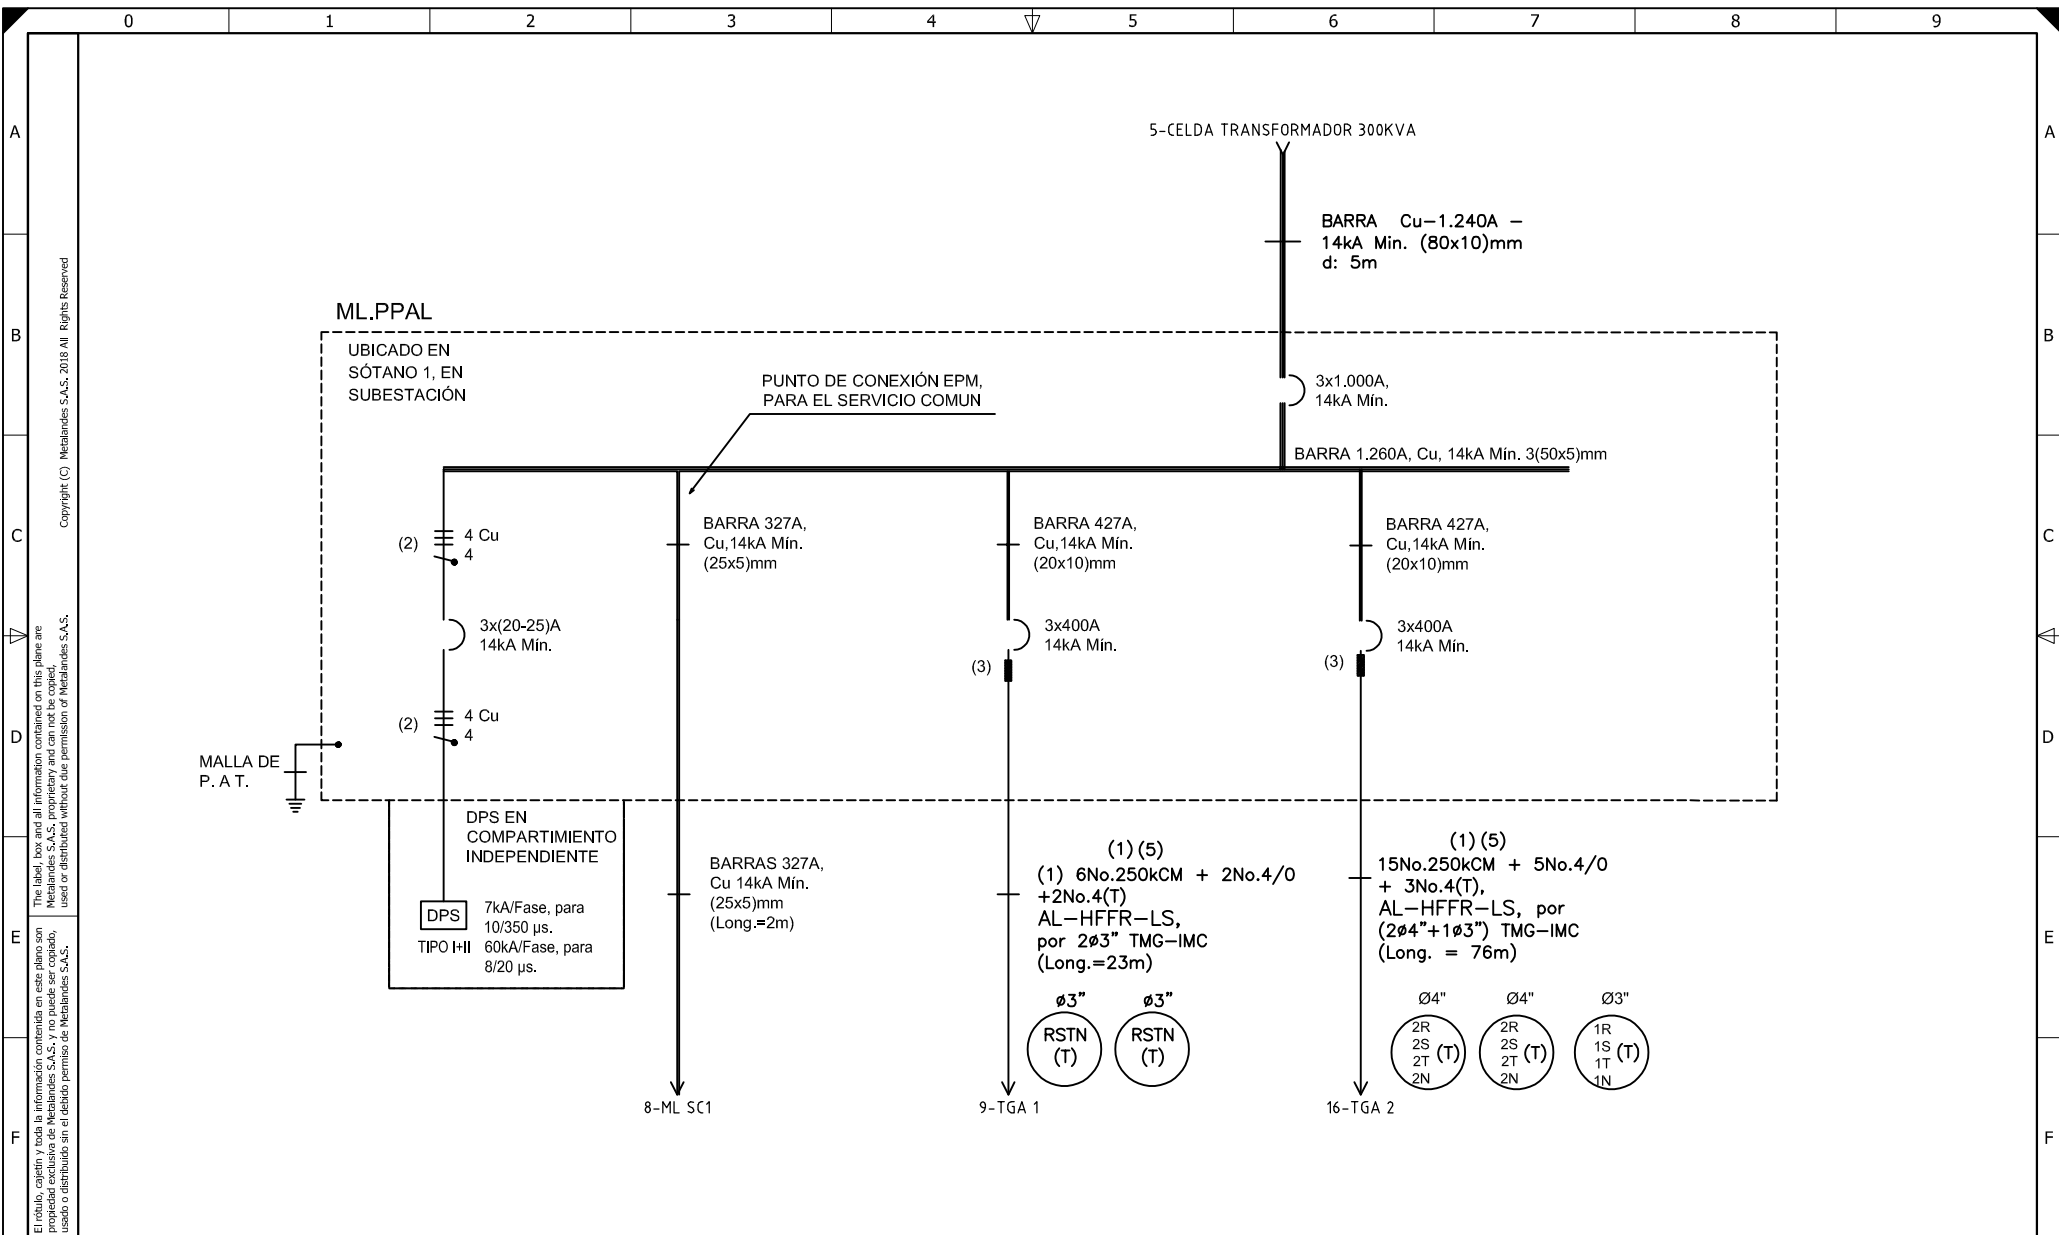 0 1 2 3 4 5 6 7 8 9
A
A
B
B
C
C
D
D
E
E
F
F
Copyright (C) Metalandes S.A.S. 2018 All Rights Reserved
The label, box and all information contained on this plane are
Metalandes S.A.S. proprietary and can not be copied,
used or distributed without due permission of Metalandes S.A.S.
El rótulo, cajetín y toda la información contenida en este plano son
propiedad exclusiva de Metalandes S.A.S. y no puede ser copiado,
usado o distribuido sin el debido permiso de Metalandes S.A.S.
5-CELDA TRANSFORMADOR 300KVA
BARRA Cu-1.240A -
14kA Min. (80x10)mm
d: 5m
ML.PPAL
UBICADO EN
SÓTANO 1, EN
SUBESTACIÓN
PUNTO DE CONEXIÓN EPM,
PARA EL SERVICIO COMUN
3x1.000A,
14kA Mín.
BARRA 1.260A, Cu, 14kA Mín. 3(50x5)mm
(2)
4 Cu
4
BARRA 327A,
Cu,14kA Mín.
(25x5)mm
BARRA 427A,
Cu,14kA Mín.
(20x10)mm
BARRA 427A,
Cu,14kA Mín.
(20x10)mm
3x(20-25)A
14kA Mín.
3x400A
14kA Mín.
(3)
3x400A
14kA Mín.
(3)
(2)
4 Cu
4
MALLA DE
P. A T.
DPS EN
COMPARTIMIENTO
INDEPENDIENTE
DPS
TIPO I+II
7kA/Fase, para
10/350 µs.
60kA/Fase, para
8/20 µs.
BARRAS 327A,
Cu 14kA Mín.
(25x5)mm
(Long.=2m)
(1) (5)
(1) 6No.250kCM + 2No.4/0
+2No.4(T)
AL-HFFR-LS,
por 2ø3" TMG-IMC
(Long.=23m)
ø3" ø3"
RSTN
(T)
RSTN
(T)
(1) (5)
15No.250kCM + 5No.4/0
+ 3No.4(T),
AL-HFFR-LS, por
(2ø4"+1ø3") TMG-IMC
(Long. = 76m)
Ø4" Ø4" Ø3"
2R
2S
2T
2N
(T)
2R
2S
2T
2N
(T)
1R
1S
1T
1N
(T)
8-ML SC1
9-TGA 1
16-TGA 2